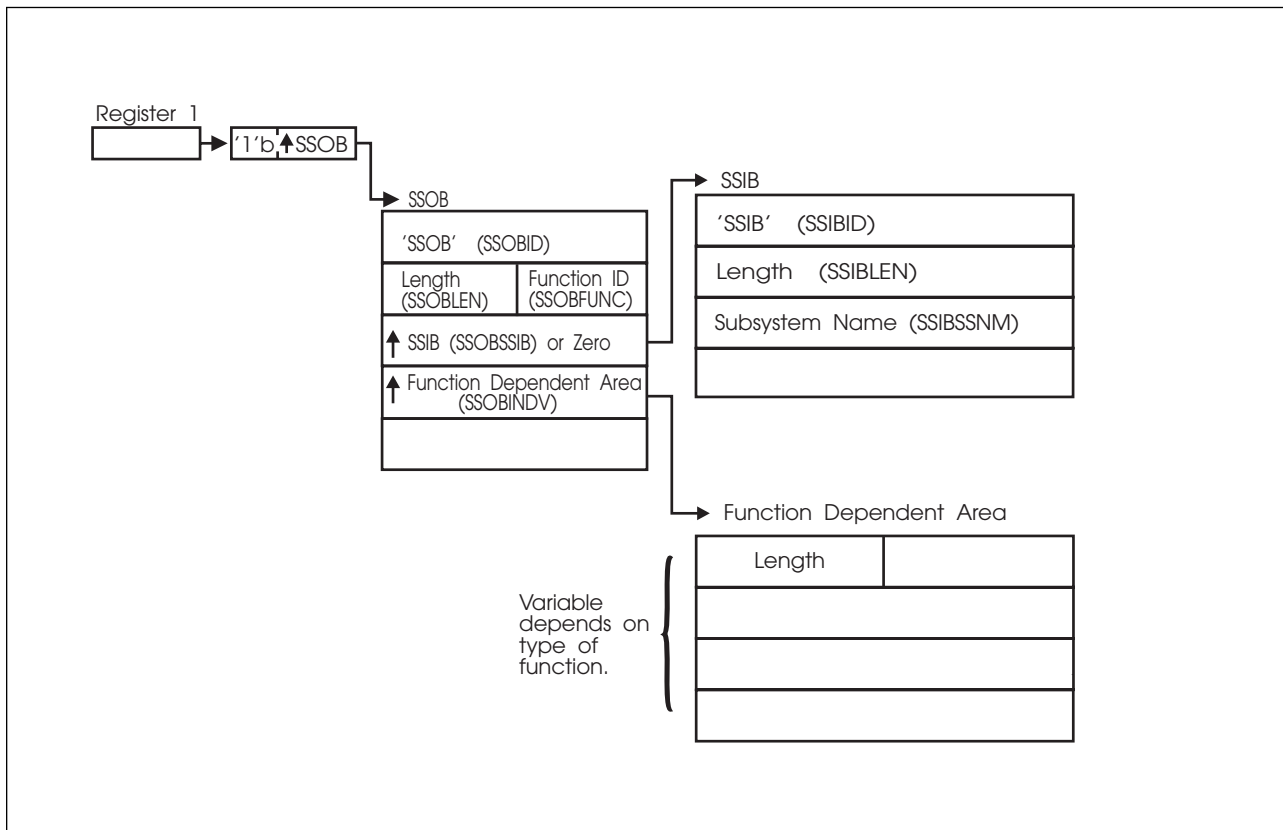 Register 1
'1'b SSOB
SSOB
'SSOB' (SSOBID)
Length
(SSOBLEN)
Function ID
(SSOBFUNC)
SSIB (SSOBSSIB) or Zero
Function Dependent Area
(SSOBINDV)
SSIB
'SSIB' (SSIBID)
Length (SSIBLEN)
Subsystem Name (SSIBSSNM)
Function Dependent Area
Length
Variable
depends on
type of
function.